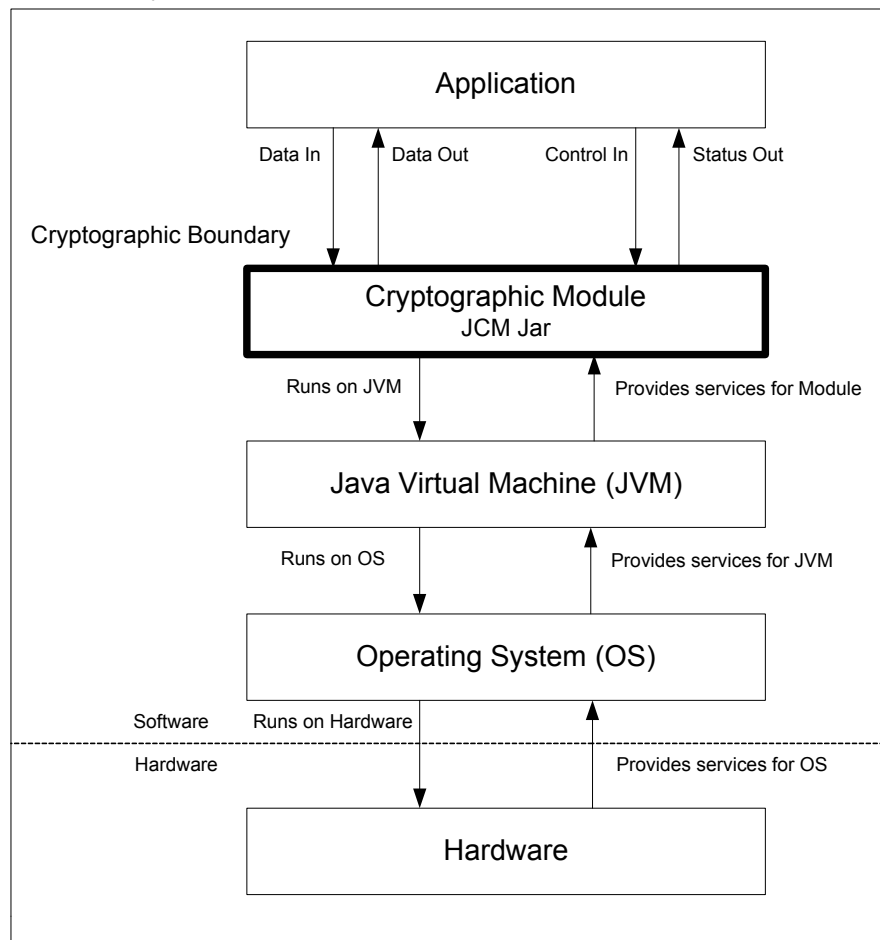 Application
Data In
Data Out
Control In
Status Out
Cryptographic Boundary
Cryptographic Module
JCM Jar
Runs on JVM
Provides services for Module
Java Virtual Machine (JVM)
Runs on OS
Provides services for JVM
Operating System (OS)
Software
Runs on Hardware
Hardware
Provides services for OS
Hardware